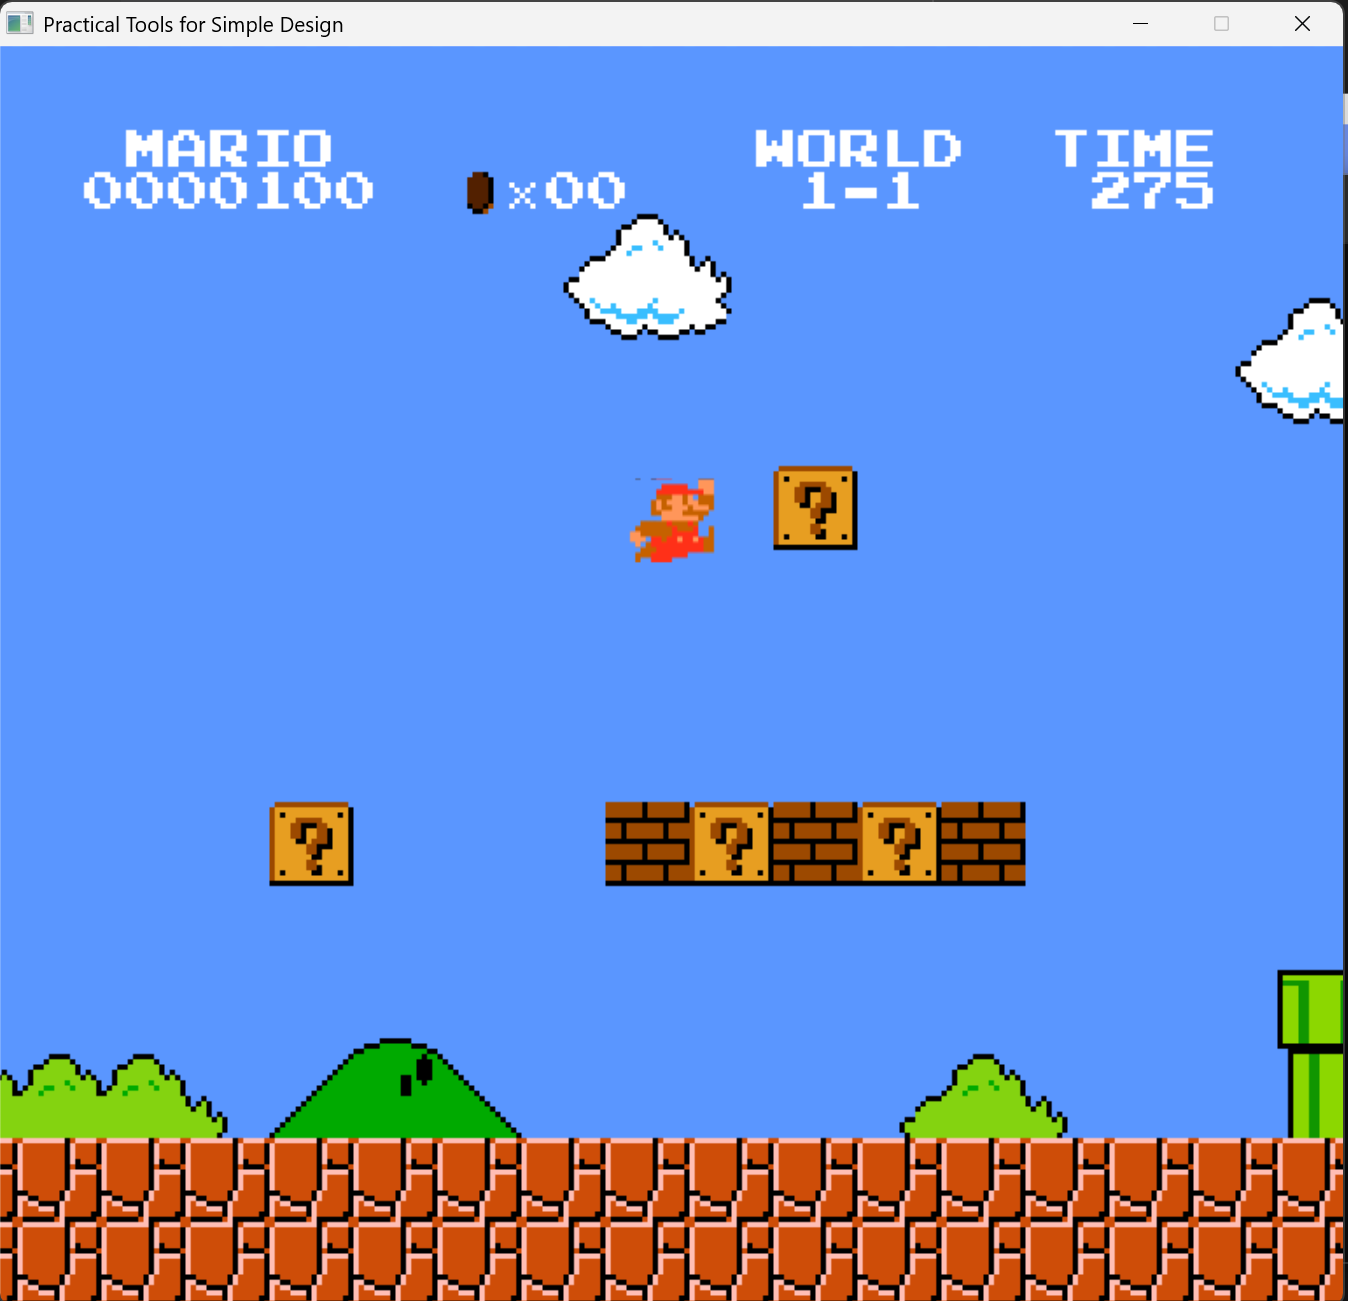 Practical Tools for Simple Design
MARIO WORLD TIME
0000100 x00 1-1 275
?
? ? ?